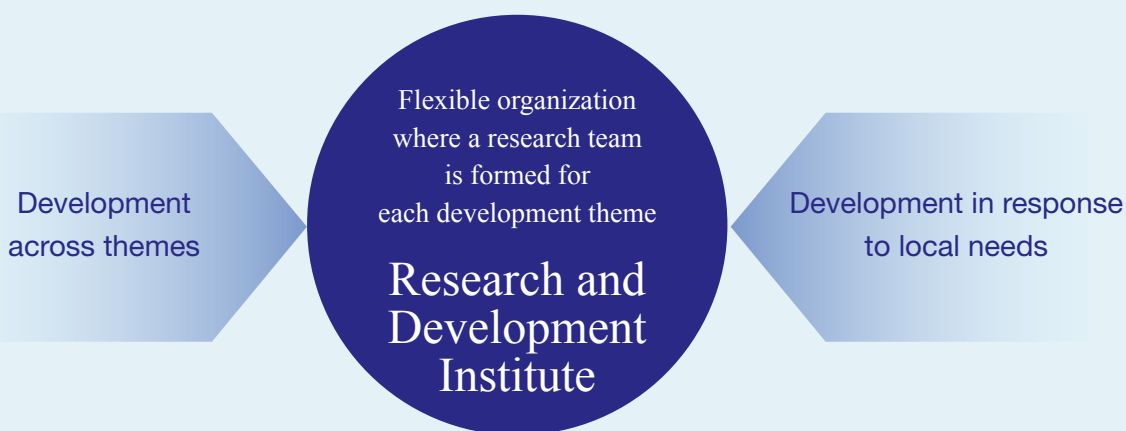 Development
across themes
Flexible organization
where a research team
is formed for
each development theme
Research and
Development
Institute
Development in response
to local needs